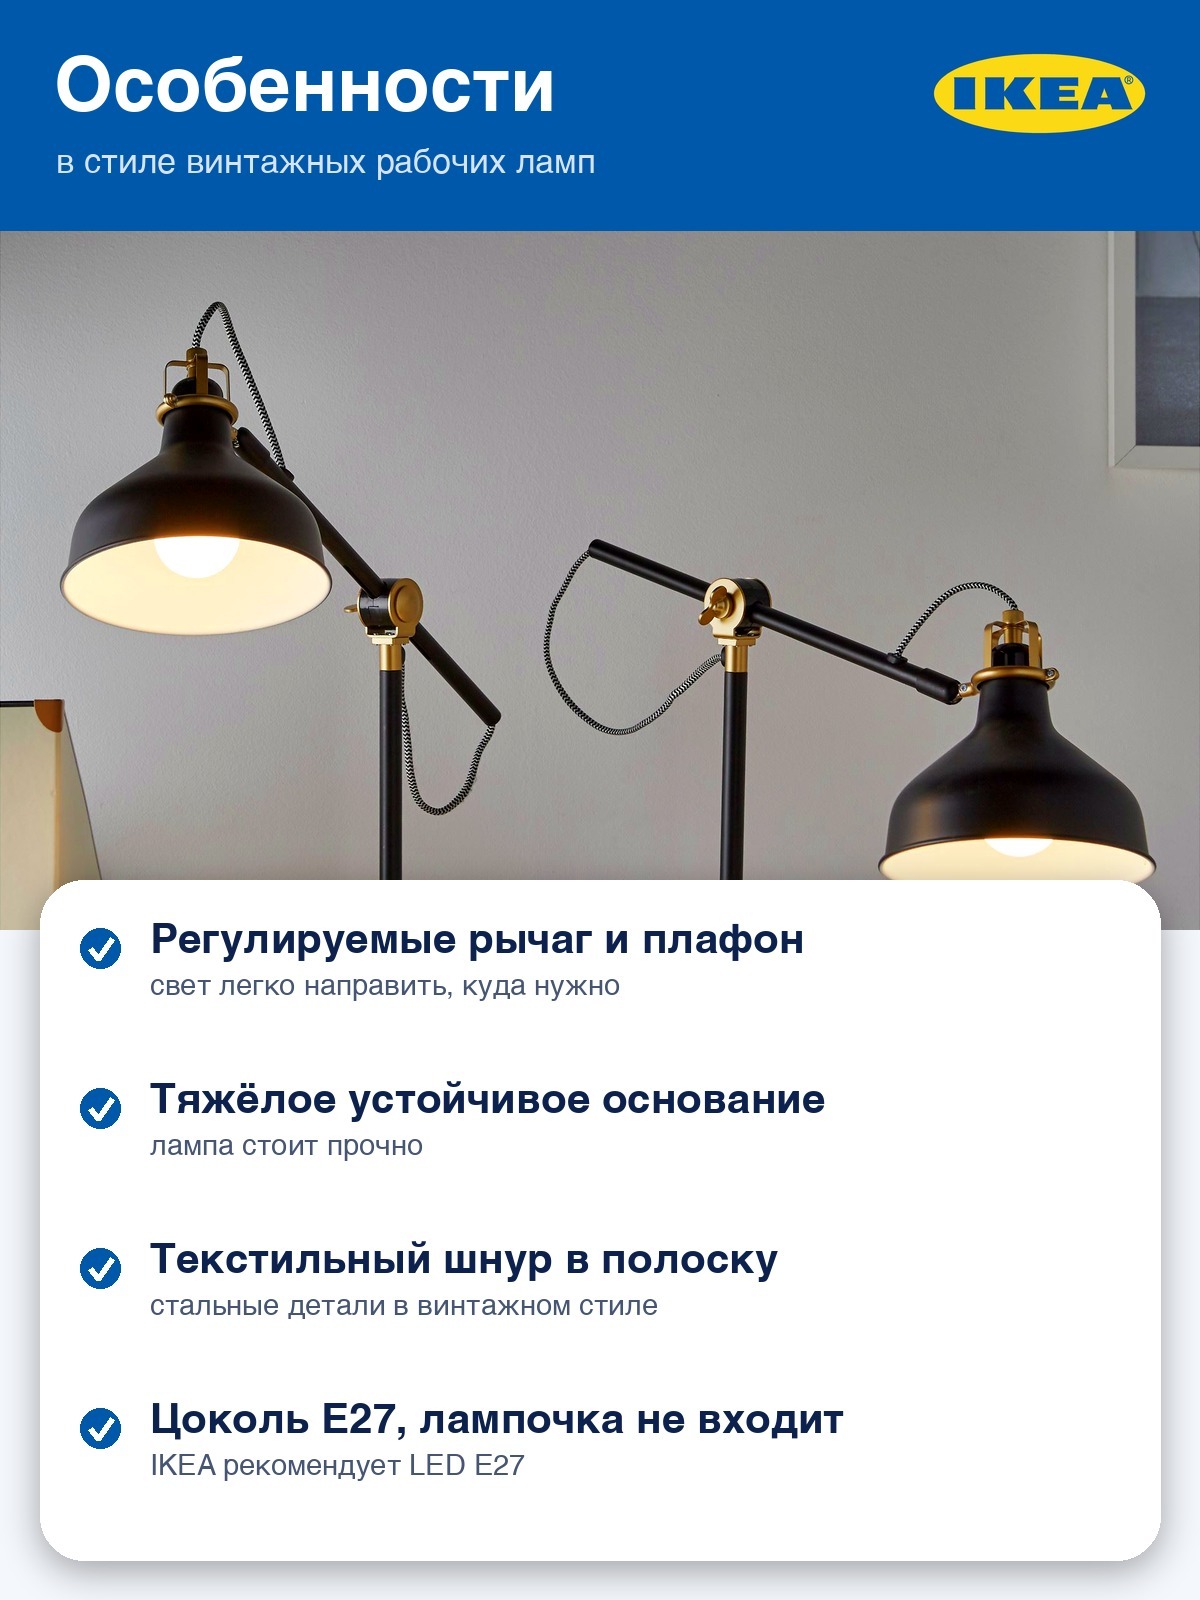 Особенности
в стиле винтажных рабочих ламп
IKEA®
Регулируемые рычаг и плафон
свет легко направить, куда нужно
Тяжёлое устойчивое основание
лампа стоит прочно
Текстильный шнур в полоску
стальные детали в винтажном стиле
Цоколь E27, лампочка не входит
IKEA рекомендует LED E27